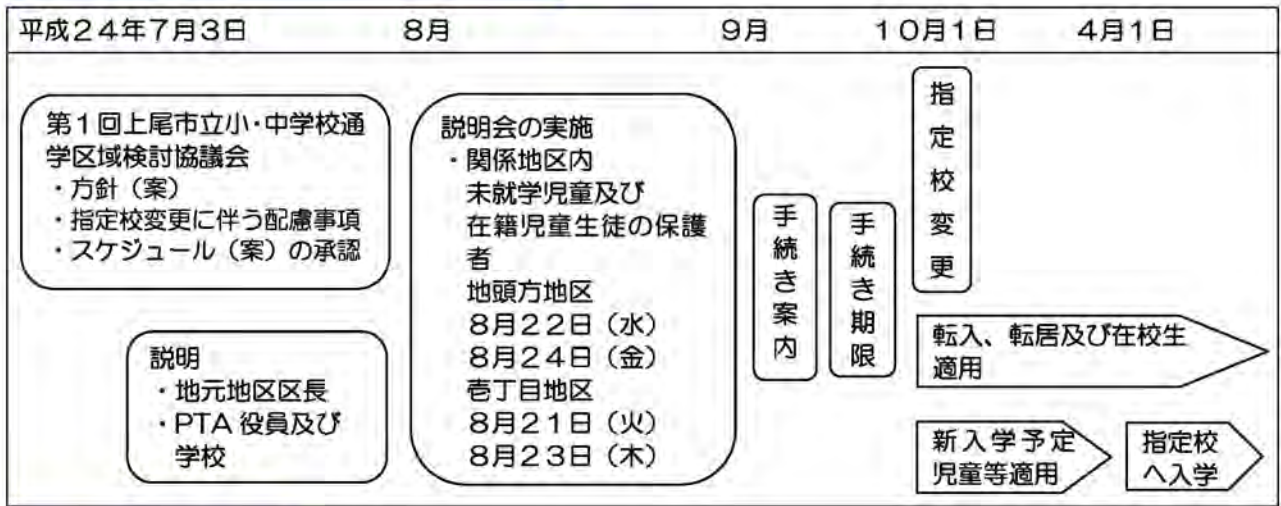 平成24年7月3日 8月 9月 10月1日 4月1日
第1回上尾市立小・中学校通
学区域検討協議会
・方針(案)
・指定校変更に伴う配慮事項
・スケジュール(案)の承認
説明
・地元地区区長
・PTA 役員及び
学校
説明会の実施
・関係地区内
未就学児童及び
在籍児童生徒の保護
者
地頭方地区
8月22日(水)
8月24日(金)
壱丁目地区
8月21日(火)
8月23日(木)
手続き案内
手続き期限
指定校変更
転入、転居及び在校生
適用
新入学予定
児童等適用
指定校
へ入学